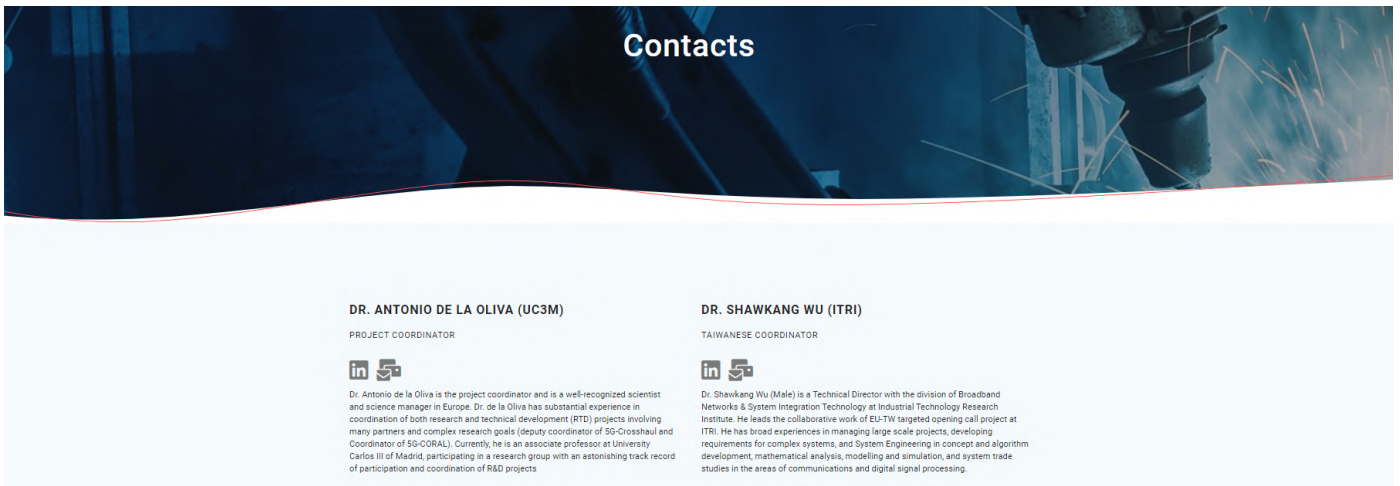 Contacts
DR. ANTONIO DE LA OLIVA (UC3M)
PROJECT COORDINATOR
in
Dr. Antonio de la Oliva is the project coordinator and is a well-recognized scientist
and science manager in Europe. Dr. de la Oliva has substantial experience in
coordination of both research and technical development (RTD) projects involving
many partners and complex research goals (deputy coordinator of 5G-Crosshaul and
Coordinator of 5G-CORAL). Currently, he is an associate professor at University
Carlos III of Madrid, participating in a research group with an astonishing track record
of participation and coordination of R&D projects
DR. SHAWKANG WU (ITRI)
TAIWANESE COORDINATOR
in
Dr. Shawkang Wu (Male) is a Technical Director with the division of Broadband
Networks & System Integration Technology at Industrial Technology Research
Institute. He leads the collaborative work of EU-TW targeted opening call project at
ITRI. He has broad experiences in managing large scale projects, developing
requirements for complex systems, and System Engineering in concept and algorithm
development, mathematical analysis, modelling and simulation, and system trade
studies in the areas of communications and digital signal processing.